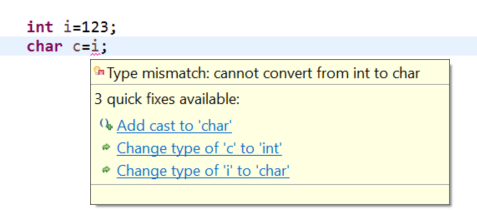 int i=123;
char c=i;
Type mismatch: cannot convert from int to char
3 quick fixes available:
Add cast to 'char'
Change type of 'c' to 'int'
Change type of 'i' to 'char'